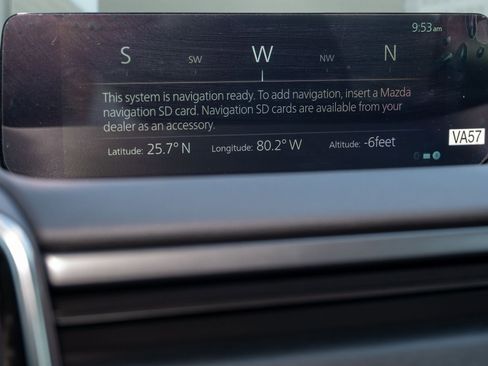 9:53am
S SW W NW N
This system is navigation ready. To add navigation, insert a Mazda
navigation SD card. Navigation SD cards are available from your
dealer as an accessory.
Latitude: 25.7° N Longitude: 80.2° W Altitude: -6feet
VA57